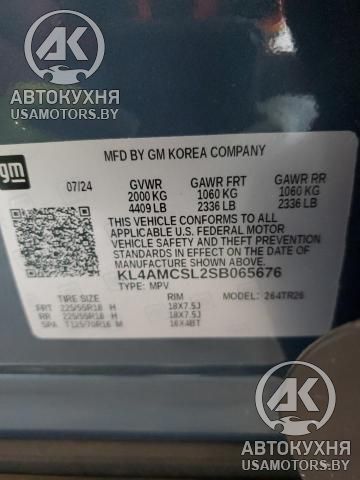 АК
АВТОКУХНЯ
USAMOTORS.BY
gm
MFD BY GM KOREA COMPANY
07/24 GVWR GAWR FRT GAWR RR
2000 KG 1060 KG 1060 KG
4409 LB 2336 LB 2336 LB
THIS VEHICLE CONFORMS TO ALL
APPLICABLE U.S. FEDERAL MOTOR
VEHICLE SAFETY AND THEFT
PREVENTION STANDARDS IN
EFFECT ON THE DATE OF
MANUFACTURE SHOWN ABOVE.
KL4AMCSL2SB065676
TYPE: MPV
TIRE SIZE RIM MODEL: 264TR26
FRT 225/55R18 H 18X7.5J
RR 225/55R18 H 18X7.5J
SPA T125/70R16 M 16X4BT
АК
АВТОКУХНЯ
USAMOTORS.BY